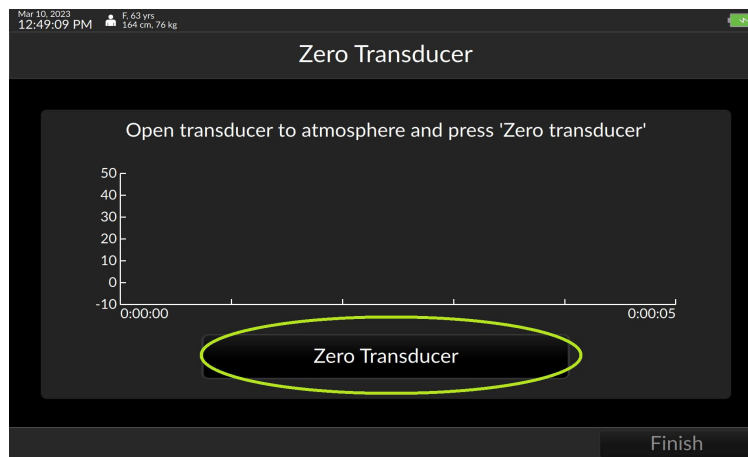 Mar 10, 2023
12:49:09 PM
F, 63 yrs
164 cm, 76 kg
Zero Transducer
Open transducer to atmosphere and press 'Zero transducer'
50
40
30
20
10
0
-10
0:00:00
0:00:05
Zero Transducer
Finish